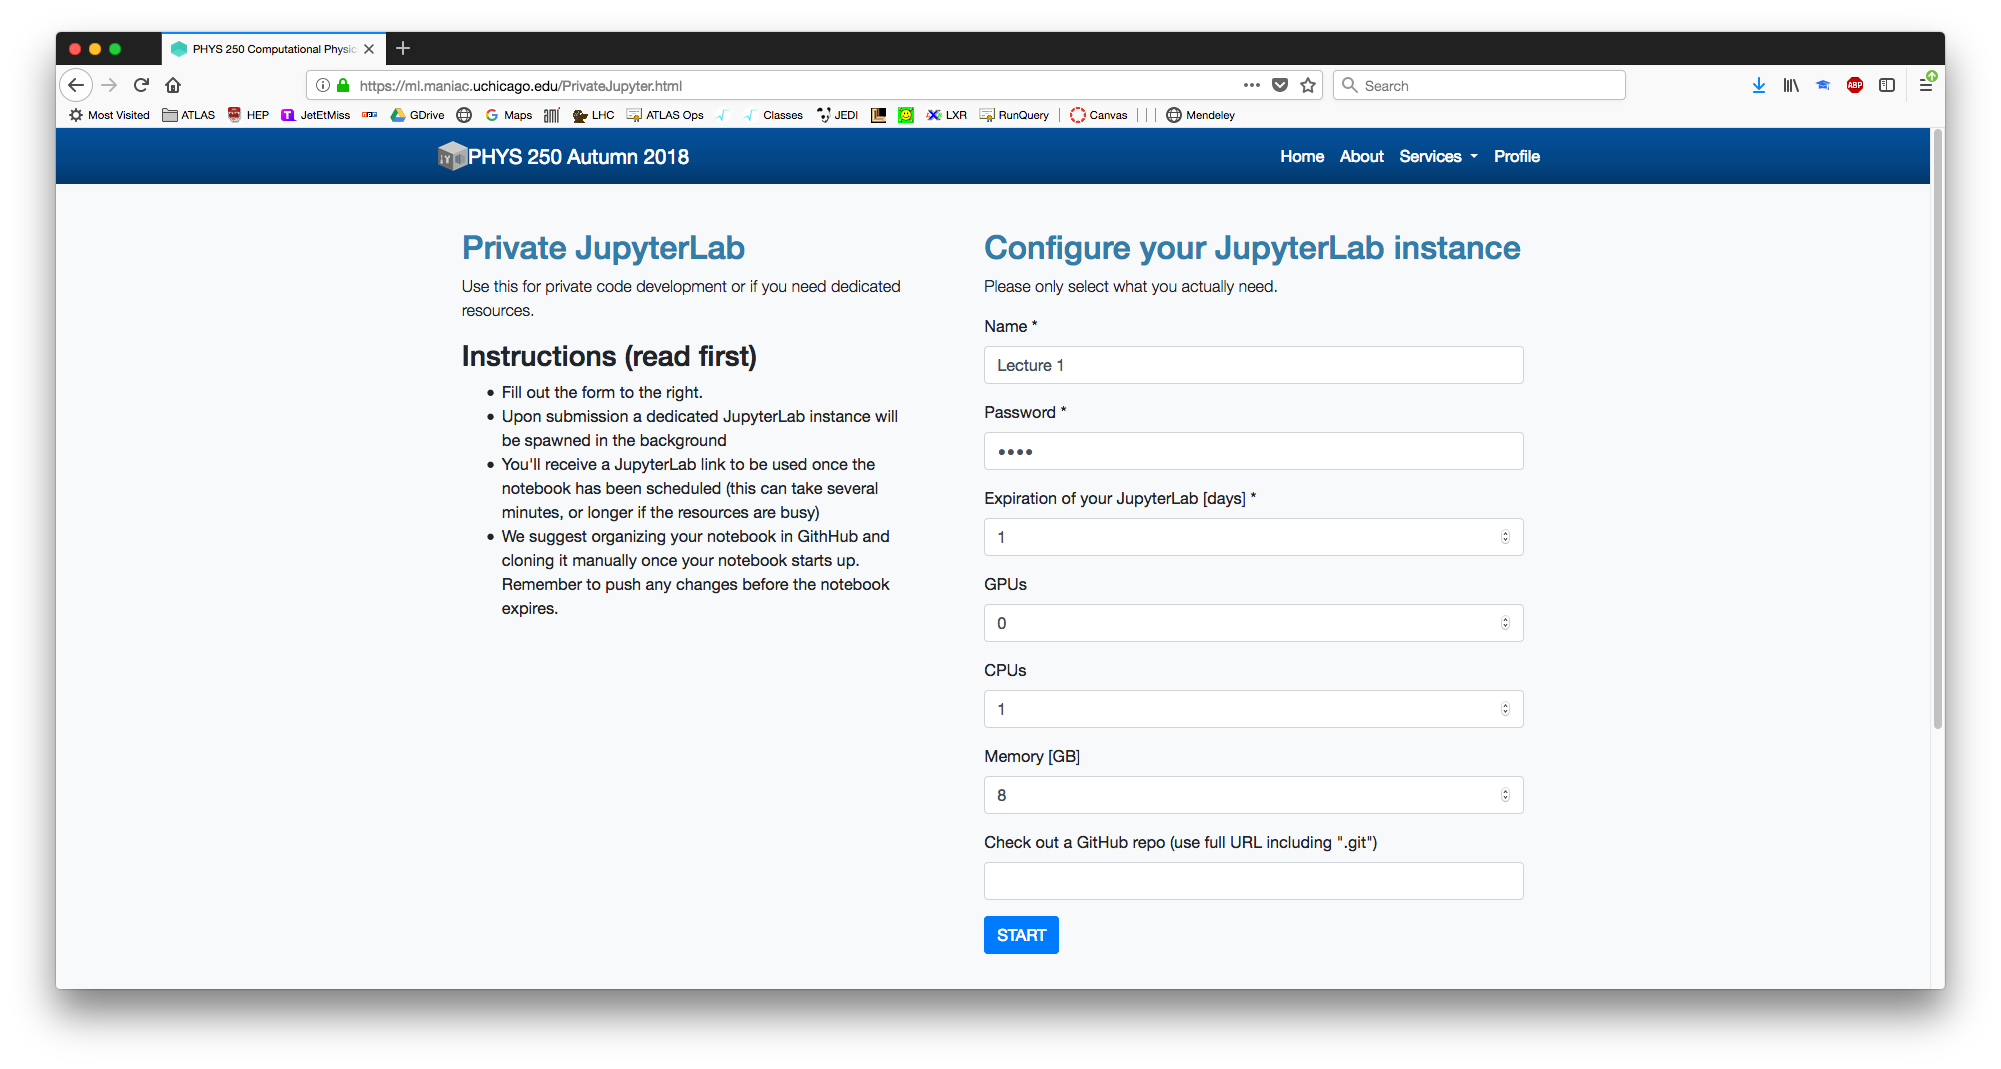 PHYS 250 Computational Physic
https://ml.maniac.uchicago.edu/PrivateJupyter.html
Search
ABP
Most Visited ATLAS HEP JetEtMiss GDrive Maps LHC ATLAS Ops Classes JEDI LXR RunQuery | Canvas | | | Mendeley
PHYS 250 Autumn 2018
Home About Services Profile
Private JupyterLab
Use this for private code development or if you need dedicated
resources.
Instructions (read first)
• Fill out the form to the right.
• Upon submission a dedicated JupyterLab instance will
be spawned in the background
• You'll receive a JupyterLab link to be used once the
notebook has been scheduled (this can take several
minutes, or longer if the resources are busy)
• We suggest organizing your notebook in GithHub and
cloning it manually once your notebook starts up.
Remember to push any changes before the notebook
expires.
Configure your JupyterLab instance
Please only select what you actually need.
Name *
Lecture 1
Password *
••••
Expiration of your JupyterLab [days] *
1
GPUs
0
CPUs
1
Memory [GB]
8
Check out a GitHub repo (use full URL including ".git")
START